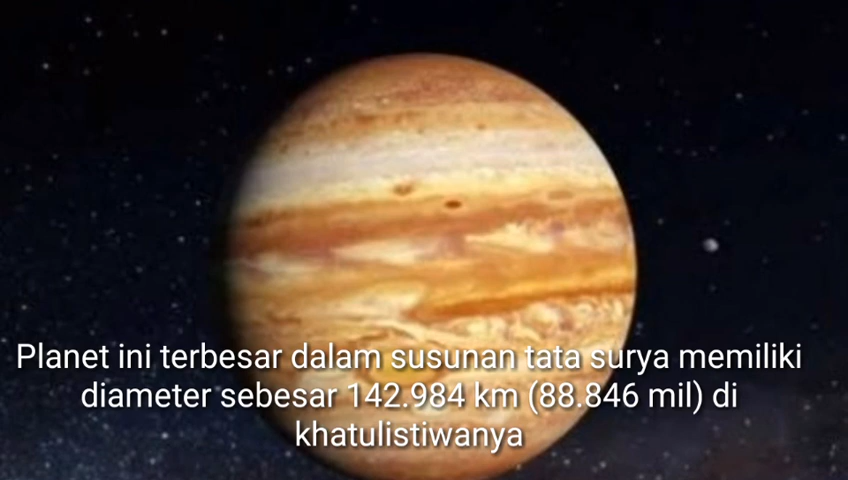 Planet ini terbesar dalam susunan tata surya memiliki
diameter sebesar 142.984 km (88.846 mil) di
khatulistiwanya